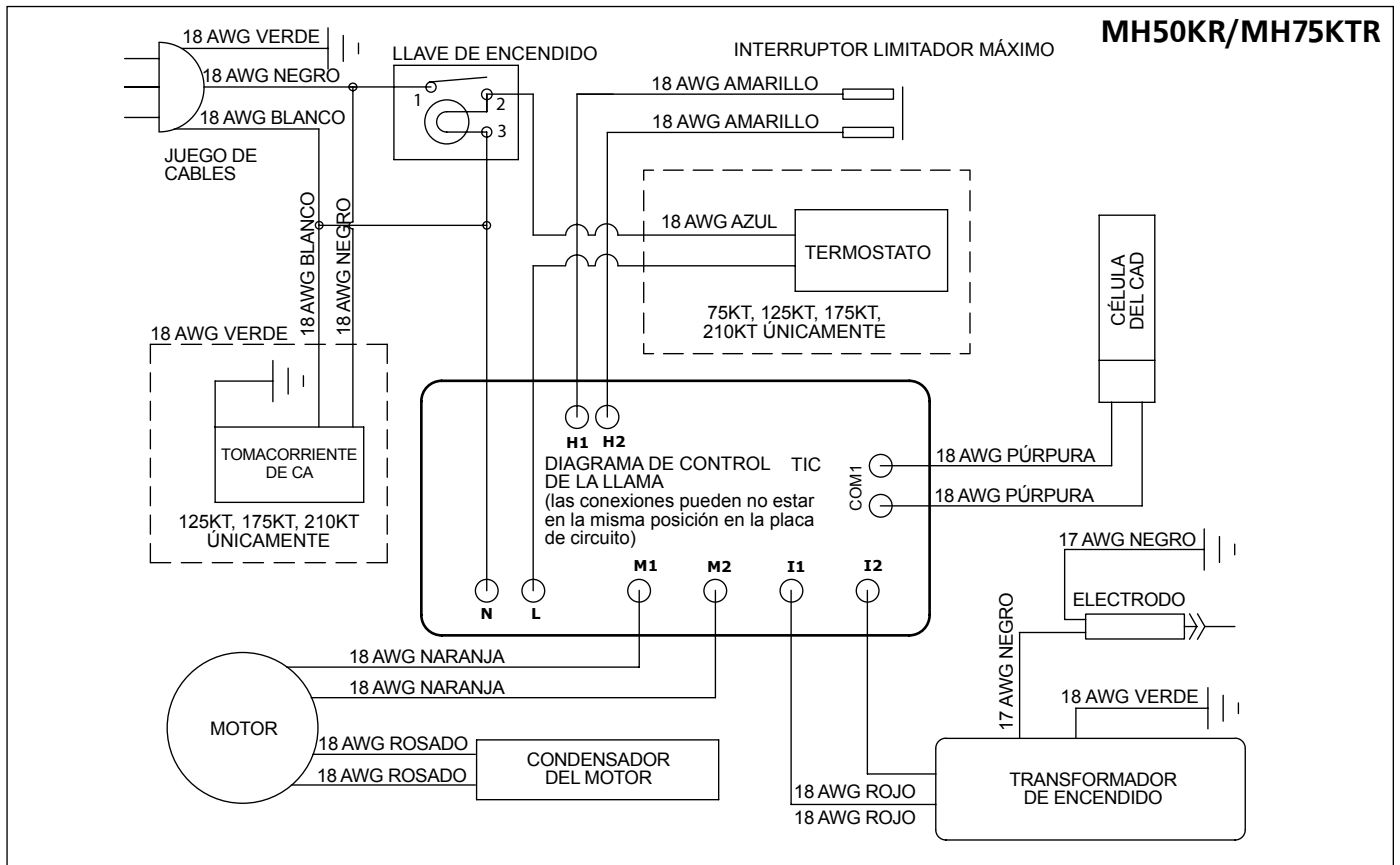 MH50KR/MH75KTR
18 AWG VERDE
LLAVE DE ENCENDIDO
INTERRUPTOR LIMITADOR MÁXIMO
18 AWG NEGRO
18 AWG AMARILLO
1
2
3
18 AWG BLANCO
18 AWG AMARILLO
JUEGO DE
CABLES
18 AWG BLANCO
18 AWG NEGRO
18 AWG AZUL
TERMOSTATO
75KT, 125KT, 175KT,
210KT ÚNICAMENTE
CÉLULA
DEL CAD
18 AWG VERDE
TOMACORRIENTE
DE CA
125KT, 175KT, 210KT
ÚNICAMENTE
H1
H2
DIAGRAMA DE CONTROL TIC
DE LA LLAMA
(las conexiones pueden no estar
en la misma posición en la placa
de circuito)
COM1
18 AWG PÚRPURA
18 AWG PÚRPURA
N
L
M1
M2
I1
I2
17 AWG NEGRO
ELECTRODO
17 AWG NEGRO
18 AWG VERDE
18 AWG NARANJA
18 AWG NARANJA
MOTOR
18 AWG ROSADO
18 AWG ROSADO
CONDENSADOR
DEL MOTOR
18 AWG ROJO
18 AWG ROJO
TRANSFORMADOR
DE ENCENDIDO